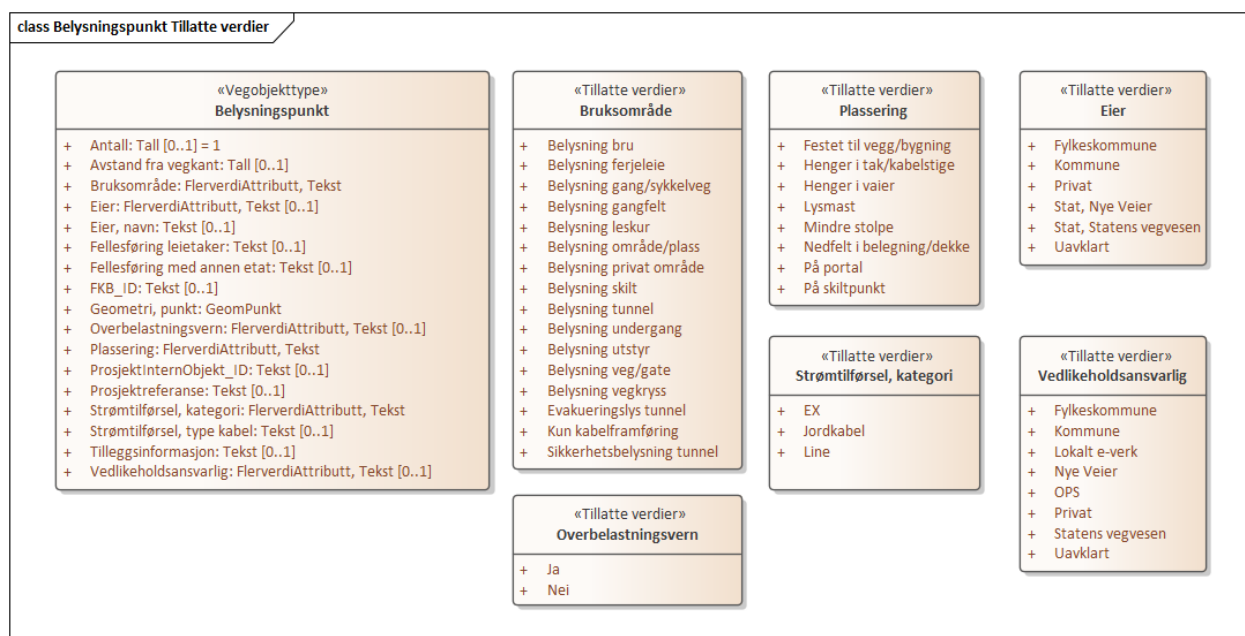 class Belysningspunkt Tillatte verdier
«Vegobjekttype»
Belysningspunkt
+ Antall: Tall [0..1] = 1
+ Avstand fra vegkant: Tall [0..1]
+ Bruksområde: FlerverdiAttributt, Tekst
+ Eier: FlerverdiAttributt, Tekst [0..1]
+ Eier, navn: Tekst [0..1]
+ Fellesføring leietaker: Tekst [0..1]
+ Fellesføring med annen etat: Tekst [0..1]
+ FKB_ID: Tekst [0..1]
+ Geometri, punkt: GeomPunkt
+ Overbelastningsvern: FlerverdiAttributt, Tekst [0..1]
+ Plassering: FlerverdiAttributt, Tekst
+ ProsjektInternObjekt_ID: Tekst [0..1]
+ Prosjektreferanse: Tekst [0..1]
+ Strømtilførsel, kategori: FlerverdiAttributt, Tekst
+ Strømtilførsel, type kabel: Tekst [0..1]
+ Tilleggsinformasjon: Tekst [0..1]
+ Vedlikeholdsansvarlig: FlerverdiAttributt, Tekst [0..1]
«Tillatte verdier»
Bruksområde
+ Belysning bru
+ Belysning ferjeleie
+ Belysning gang/sykkelveg
+ Belysning gangfelt
+ Belysning leskur
+ Belysning område/plass
+ Belysning privat område
+ Belysning skilt
+ Belysning tunnel
+ Belysning undergang
+ Belysning utstyr
+ Belysning veg/gate
+ Belysning vegkryss
+ Evakueringslys tunnel
+ Kun kabelframføring
+ Sikkerhetsbelysning tunnel
«Tillatte verdier»
Overbelastningsvern
+ Ja
+ Nei
«Tillatte verdier»
Plassering
+ Festet til vegg/bygning
+ Henger i tak/kabelstige
+ Henger i vaier
+ Lysmast
+ Mindre stolpe
+ Nedfelt i belegning/dekke
+ På portal
+ På skiltpunkt
«Tillatte verdier»
Strømtilførsel, kategori
+ EX
+ Jordkabel
+ Line
«Tillatte verdier»
Eier
+ Fylkeskommune
+ Kommune
+ Privat
+ Stat, Nye Veier
+ Stat, Statens vegvesen
+ Uavklart
«Tillatte verdier»
Vedlikeholdsansvarlig
+ Fylkeskommune
+ Kommune
+ Lokalt e-verk
+ Nye Veier
+ OPS
+ Privat
+ Statens vegvesen
+ Uavklart